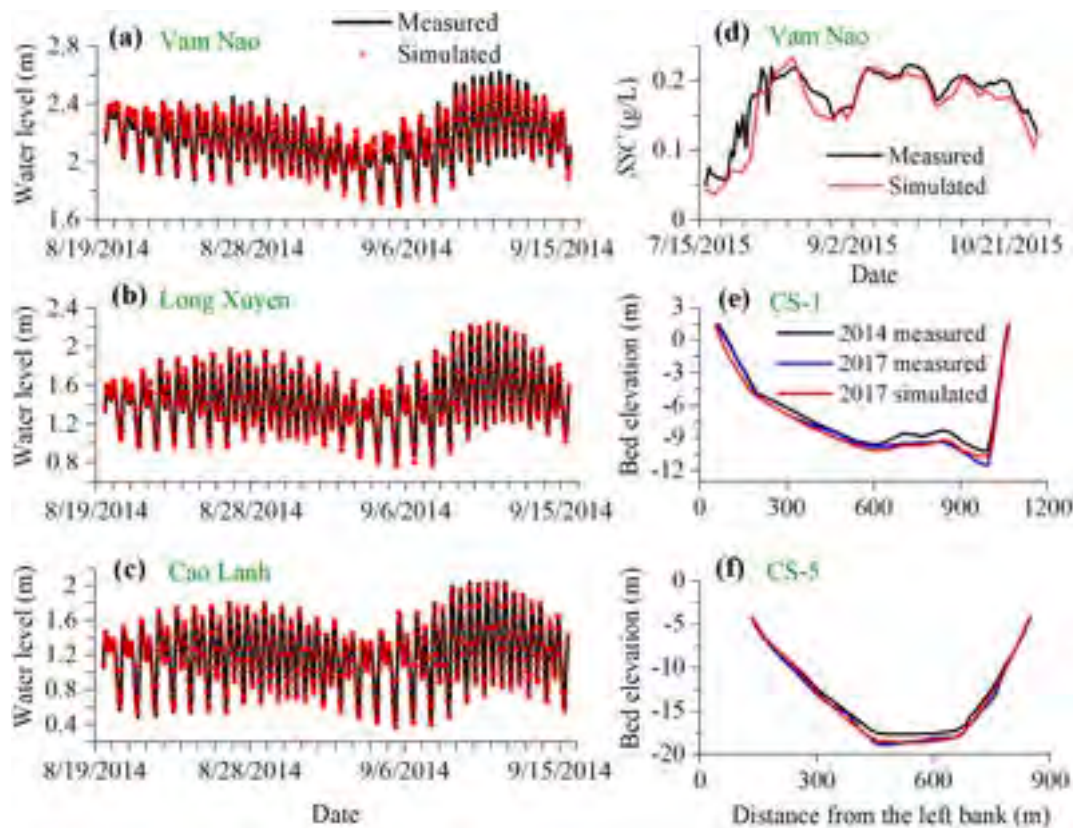 (a) Vam Nao
Measured
Simulated
Water level (m)
2.8
2.4
2
1.6
8/19/2014 8/28/2014 9/6/2014 9/15/2014
(d) Vam Nao
SSC (g/L)
0.2
0.1
0
Measured
Simulated
7/15/2015 9/2/2015 10/21/2015
Date
(b) Long Xuyen
Water level (m)
2.4
2
1.6
1.2
0.8
8/19/2014 8/28/2014 9/6/2014 9/15/2014
(e) CS-1
Bed elevation (m)
3
0
-3
-6
-9
-12
2014 measured
2017 measured
2017 simulated
0 300 600 900 1200
(c) Cao Lanh
Water level (m)
2
1.6
1.2
0.8
0.4
8/19/2014 8/28/2014 9/6/2014 9/15/2014
Date
(f) CS-5
Bed elevation (m)
0
-5
-10
-15
-20
0 300 600 900
Distance from the left bank (m)